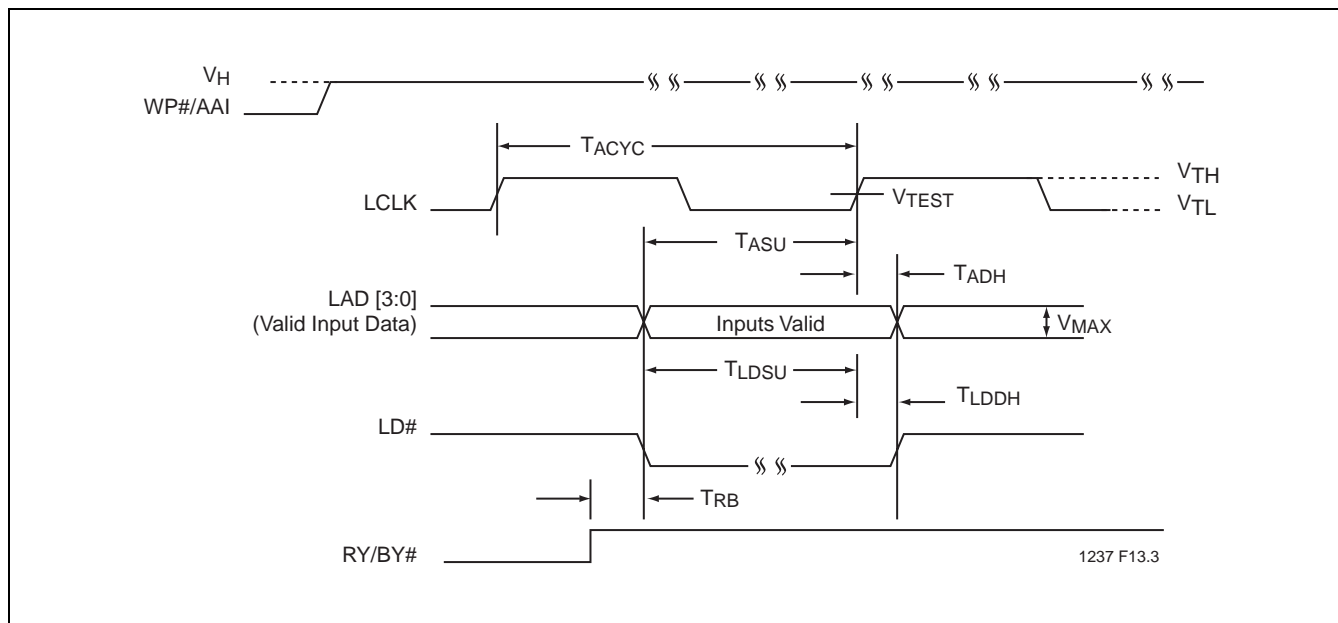 VH
WP#/AAI
TACYC
VTH
LCLK
VTEST
VTL
TASU
TADH
LAD [3:0]
(Valid Input Data)
Inputs Valid
VMAX
TLDSU
TLDDH
LD#
TRB
RY/BY#
1237 F13.3